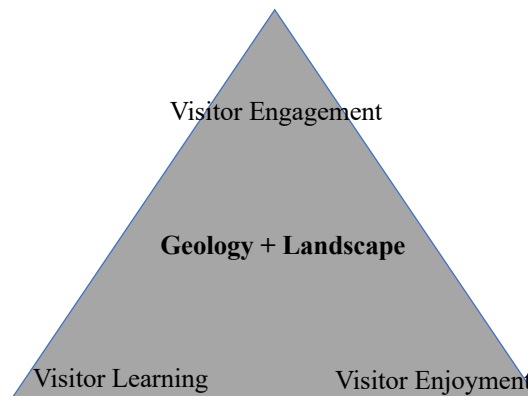 Visitor Engagement
Geology + Landscape
Visitor Learning
Visitor Enjoyment